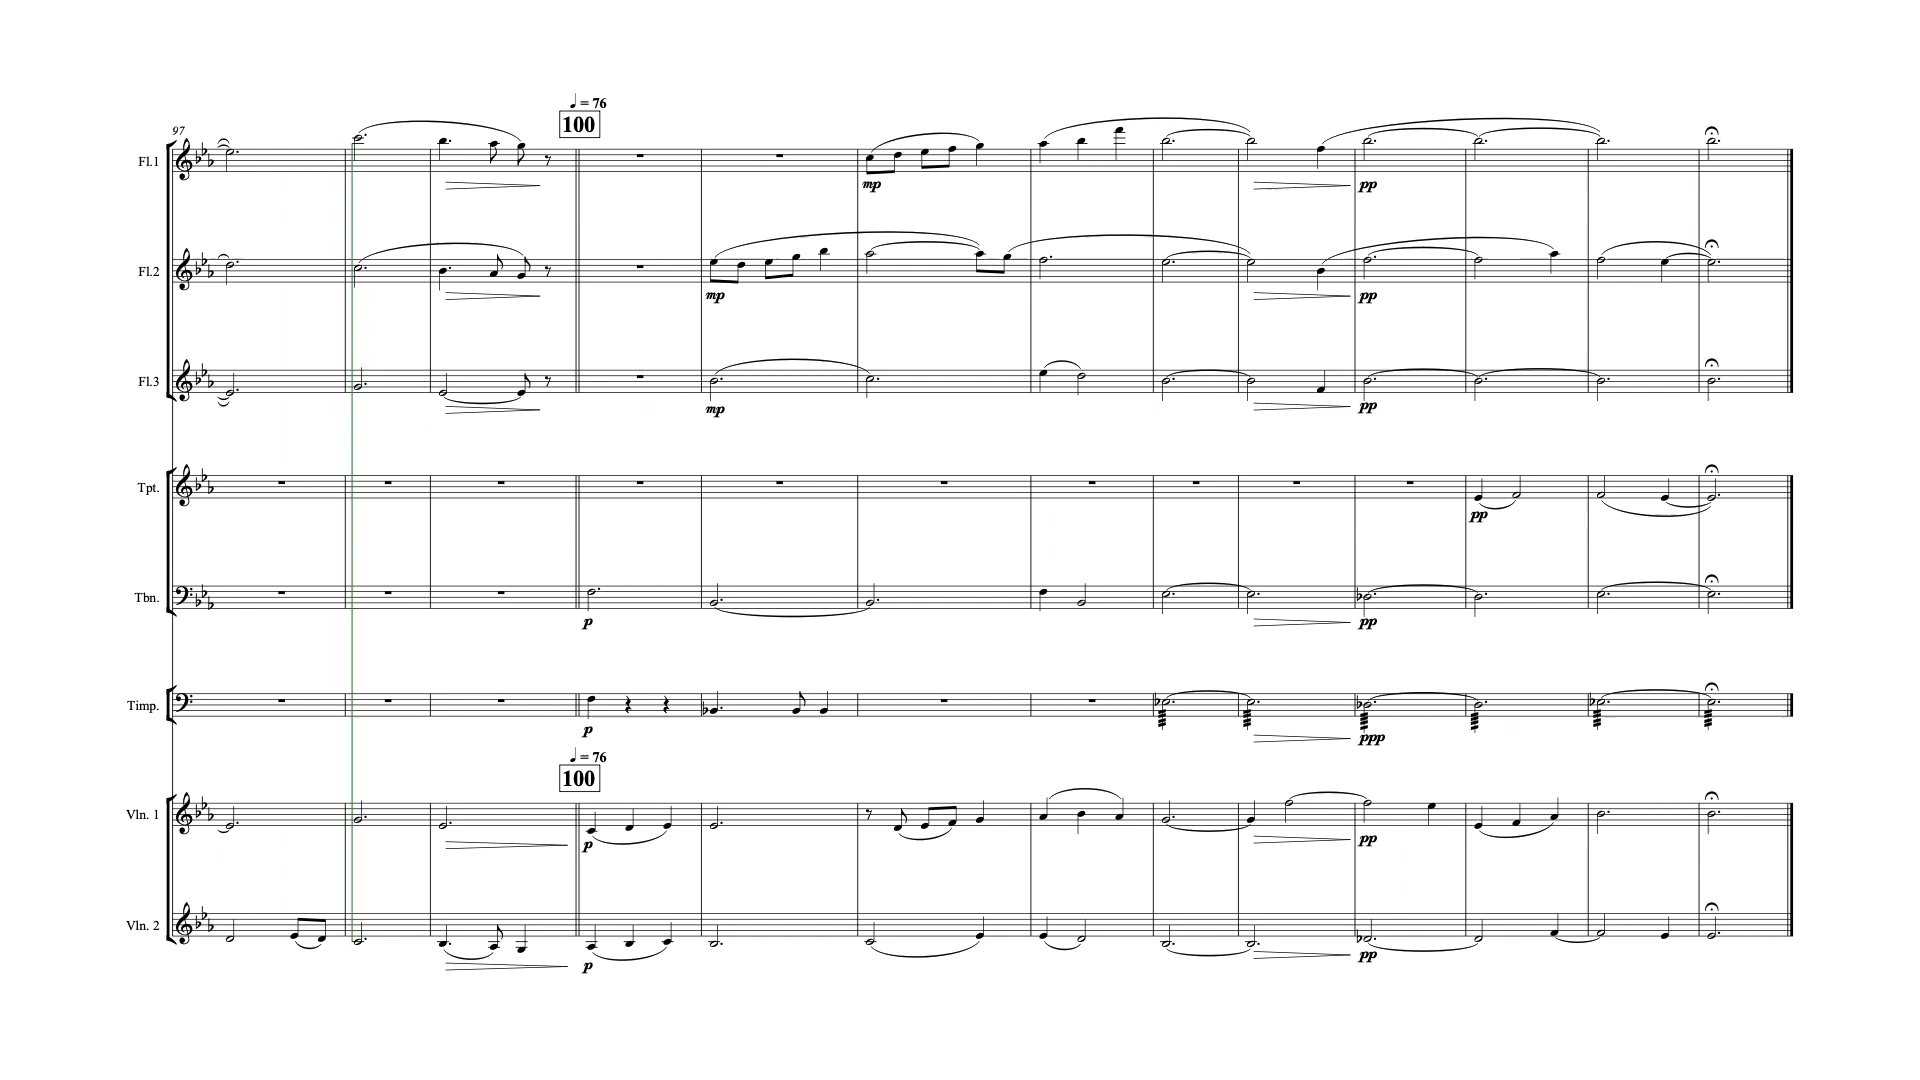 ♩ = 76
97
100
Fl.1
mp
pp
Fl.2
mp
pp
Fl.3
mp
pp
Tpt.
pp
Tbn.
p
pp
Timp.
p
ppp
♩ = 76
100
Vln. 1
p
pp
Vln. 2
p
pp